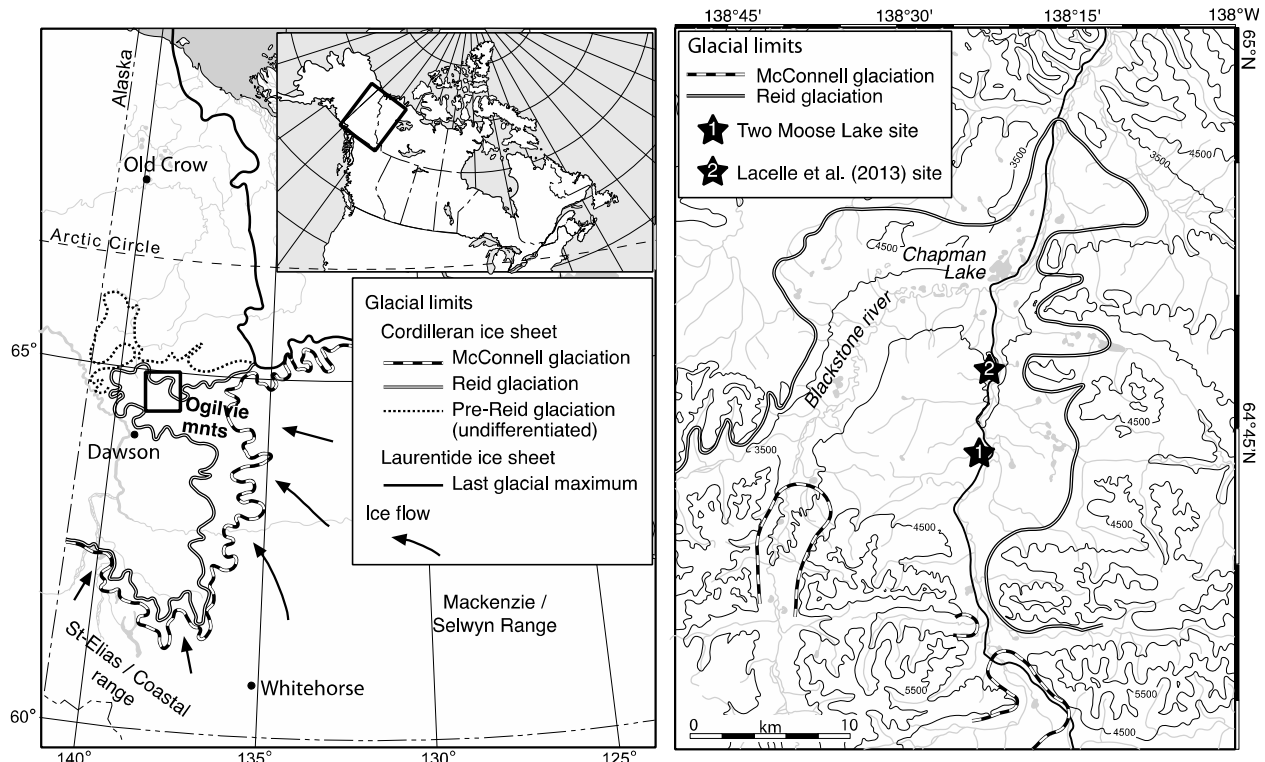 Alaska
Old Crow
Arctic Circle
65°
Ogilvie
mnts
Dawson
St-Elias / Coastal
range
Whitehorse
Mackenzie /
Selwyn Range
60°
140°
135°
130°
125°
Glacial limits
Cordilleran ice sheet
McConnell glaciation
Reid glaciation
Pre-Reid glaciation
(undifferentiated)
Laurentide ice sheet
Last glacial maximum
Ice flow
138°45'
138°30'
138°15'
138°W
65°N
64°45'N
Glacial limits
McConnell glaciation
Reid glaciation
1 Two Moose Lake site
2 Lacelle et al. (2013) site
3500
3500
4500
4500
Chapman
Lake
Blackstone river
2
1
3500
4500
4500
4500
5500
5500
4500
0 km 10